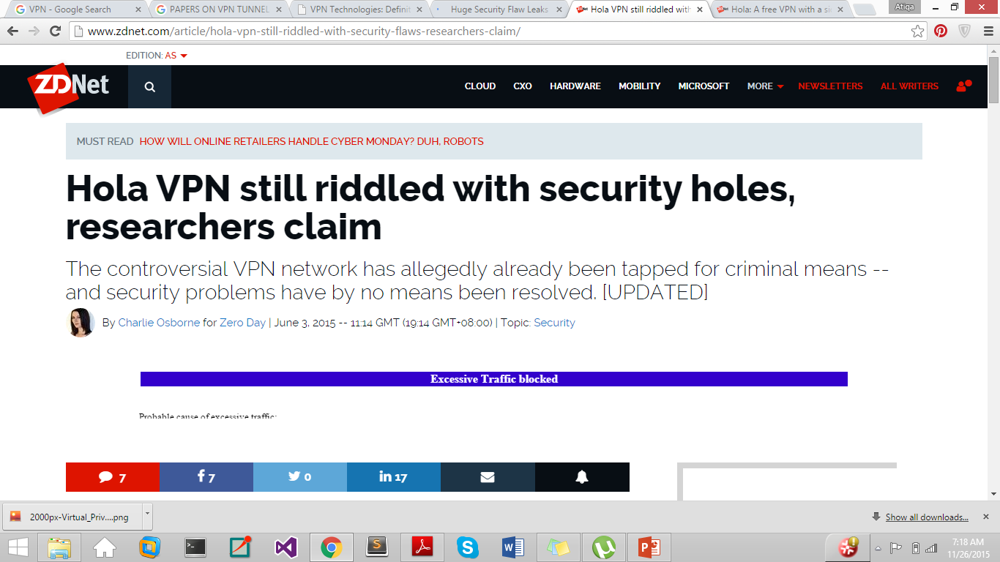 VPN - Google Search
PAPERS ON VPN TUNNEL
VPN Technologies: Definit
Huge Security Flaw Leaks
Hola VPN still riddled with
Hola: A free VPN with a si
Atiqa
www.zdnet.com/article/hola-vpn-still-riddled-with-security-flaws-researchers-claim/
EDITION: AS
ZDNet
CLOUD CXO HARDWARE MOBILITY MICROSOFT MORE NEWSLETTERS ALL WRITERS
MUST READ HOW WILL ONLINE RETAILERS HANDLE CYBER MONDAY? DUH, ROBOTS
Hola VPN still riddled with security holes,
researchers claim
The controversial VPN network has allegedly already been tapped for criminal means --
and security problems have by no means been resolved. [UPDATED]
By Charlie Osborne for Zero Day | June 3, 2015 -- 11:14 GMT (19:14 GMT+08:00) | Topic: Security
Excessive Traffic blocked
Probable cause of excessive traffic:
7
7
0
in 17
2000px-Virtual_Priv....png
Show all downloads...
7:18 AM
11/26/2015